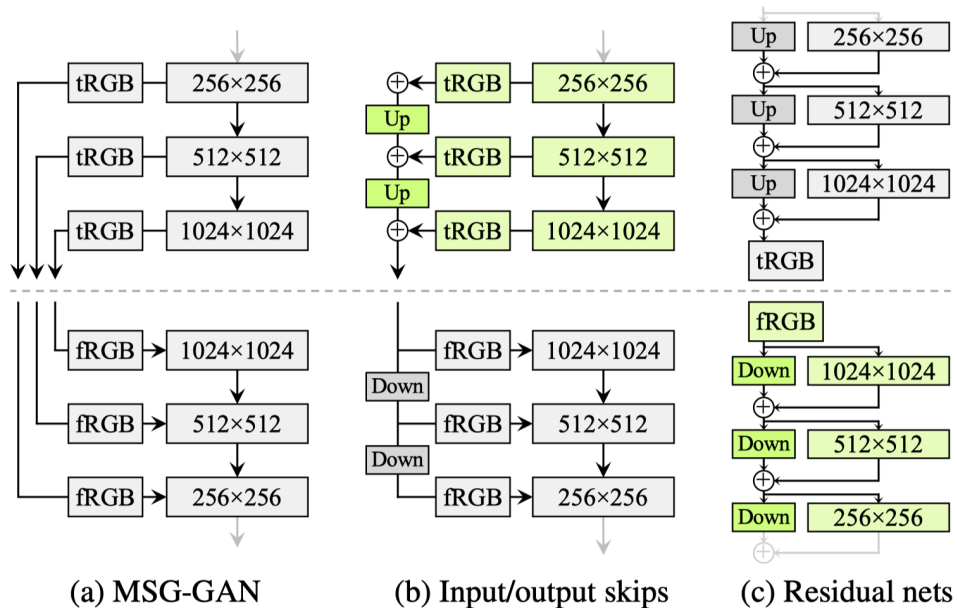 tRGB 256×256
tRGB 512×512
tRGB 1024×1024
fRGB 1024×1024
fRGB 512×512
fRGB 256×256
(a) MSG-GAN
tRGB 256×256
Up
tRGB 512×512
Up
tRGB 1024×1024
fRGB 1024×1024
Down
fRGB 512×512
Down
fRGB 256×256
(b) Input/output skips
Up 256×256
Up 512×512
Up 1024×1024
tRGB
fRGB
Down 1024×1024
Down 512×512
Down 256×256
(c) Residual nets